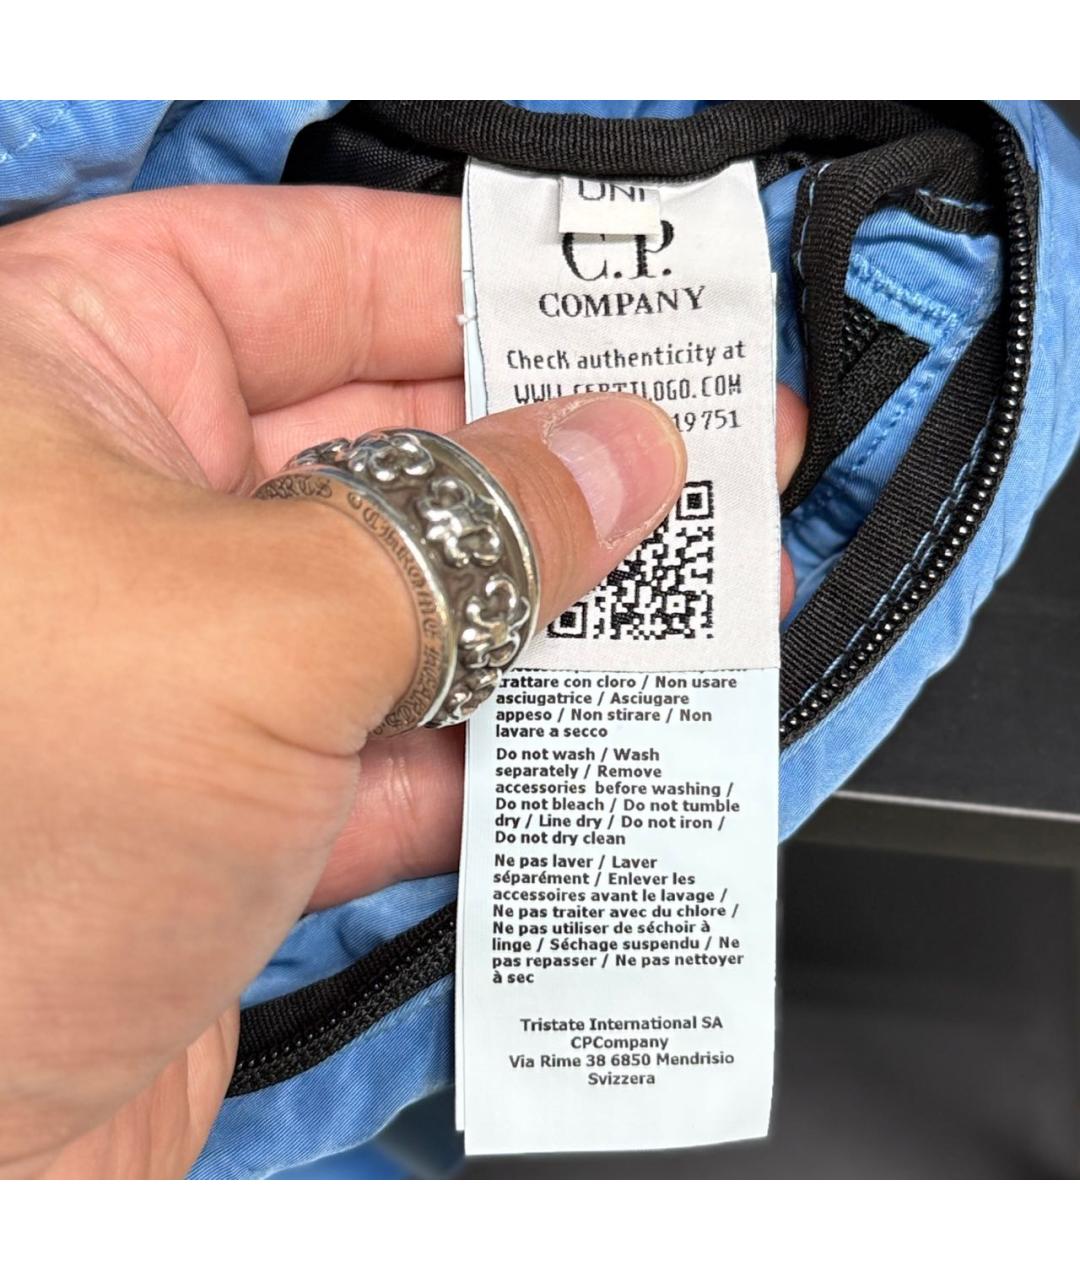 UNI
C.P.
COMPANY
Check authenticity at
WWW.CERTILOGO.COM
19751
trattare con cloro / Non usare
asciugatrice / Asciugare
appeso / Non stirare / Non
lavare a secco
Do not wash / Wash
separately / Remove
accessories before washing /
Do not bleach / Do not tumble
dry / Line dry / Do not iron /
Do not dry clean
Ne pas laver / Laver
séparément / Enlever les
accessoires avant le lavage /
Ne pas traiter avec du chlore /
Ne pas utiliser de séchoir à
linge / Séchage suspendu / Ne
pas repasser / Ne pas nettoyer
à sec
Tristate International SA
CPCompany
Via Rime 38 6850 Mendrisio
Svizzera